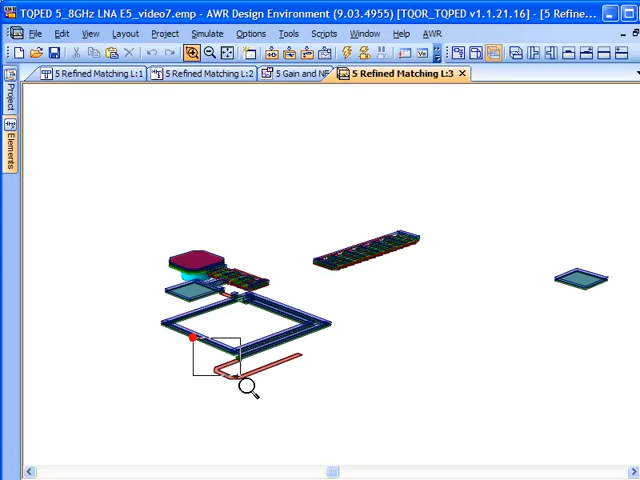 TQPED 5_8GHz LNA E5_video7.emp - AWR Design Environment (9.03.4955) [TQOR_TQPED v1.1.21.16] - [5 Refine...
File Edit View Layout Project Simulate Options Tools Scripts Window Help AWR
5 Refined Matching L:1
5 Refined Matching L:2
5 Gain and NF
5 Refined Matching L:3
Project
Elements